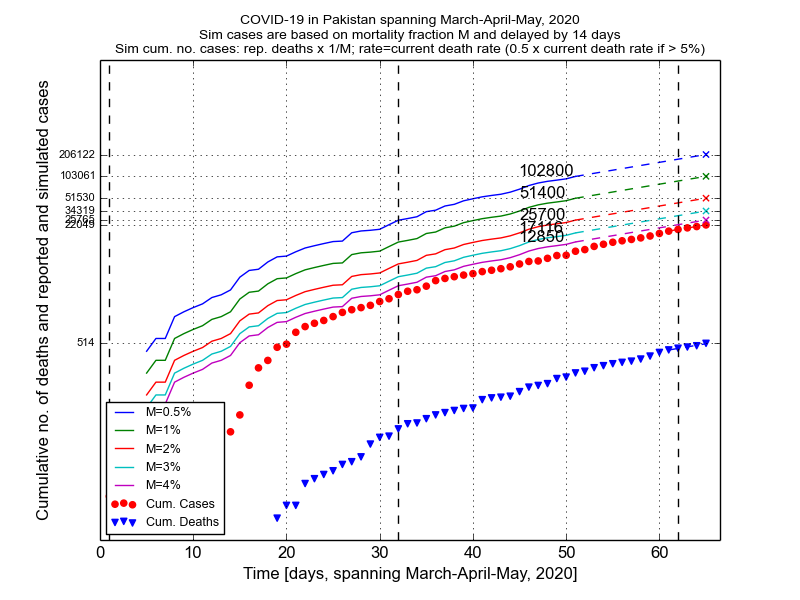 COVID-19 in Pakistan spanning March-April-May, 2020
Sim cases are based on mortality fraction M and delayed by 14 days
Sim cum. no. cases: rep. deaths x 1/M; rate=current death rate (0.5 x current death rate if > 5%)
Cumulative no. of deaths and reported and simulated cases
206122
103061
51530
34319
22049
514
102800
51400
25700
17116
12850
M=0.5%
M=1%
M=2%
M=3%
M=4%
Cum. Cases
Cum. Deaths
0 10 20 30 40 50 60
Time [days, spanning March-April-May, 2020]